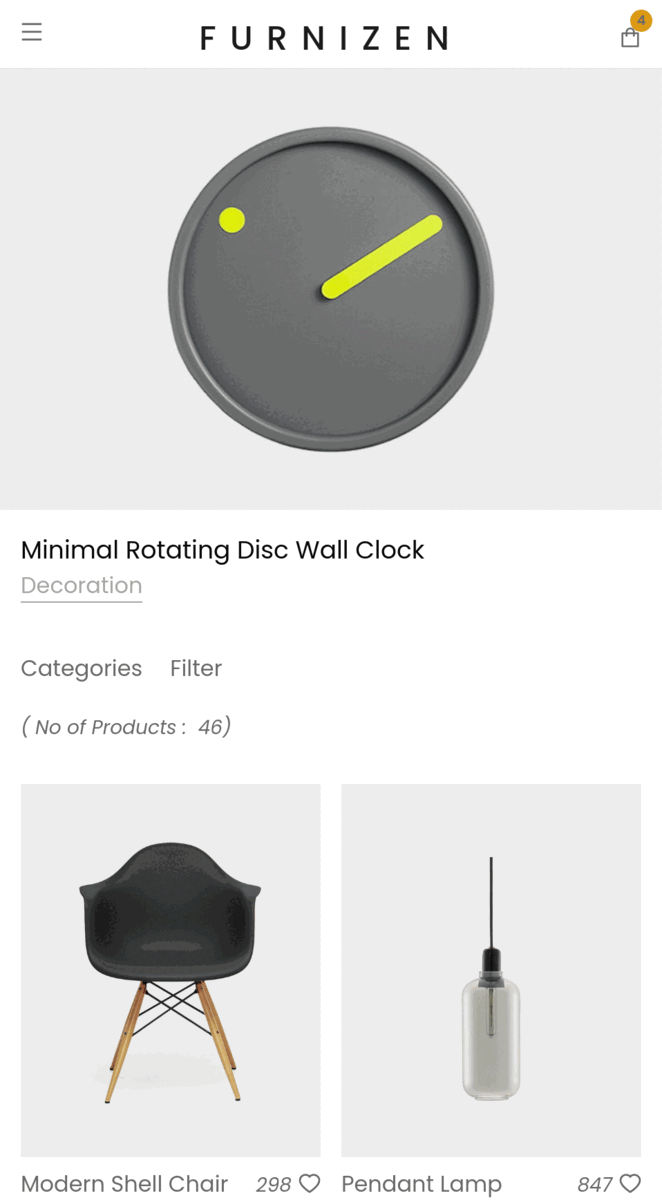 FURNIZEN
4
Minimal Rotating Disc Wall Clock
Decoration
Categories Filter
( No of Products : 46)
Modern Shell Chair 298
Pendant Lamp 847